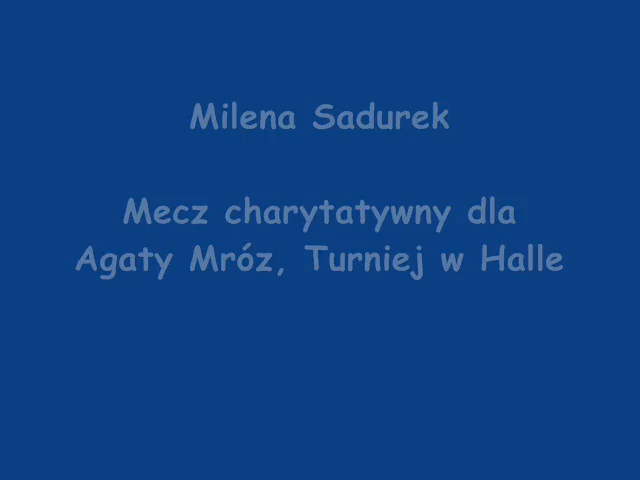 Milena Sadurek
Mecz charytatywny dla
Agaty Mróz, Turniej w Halle